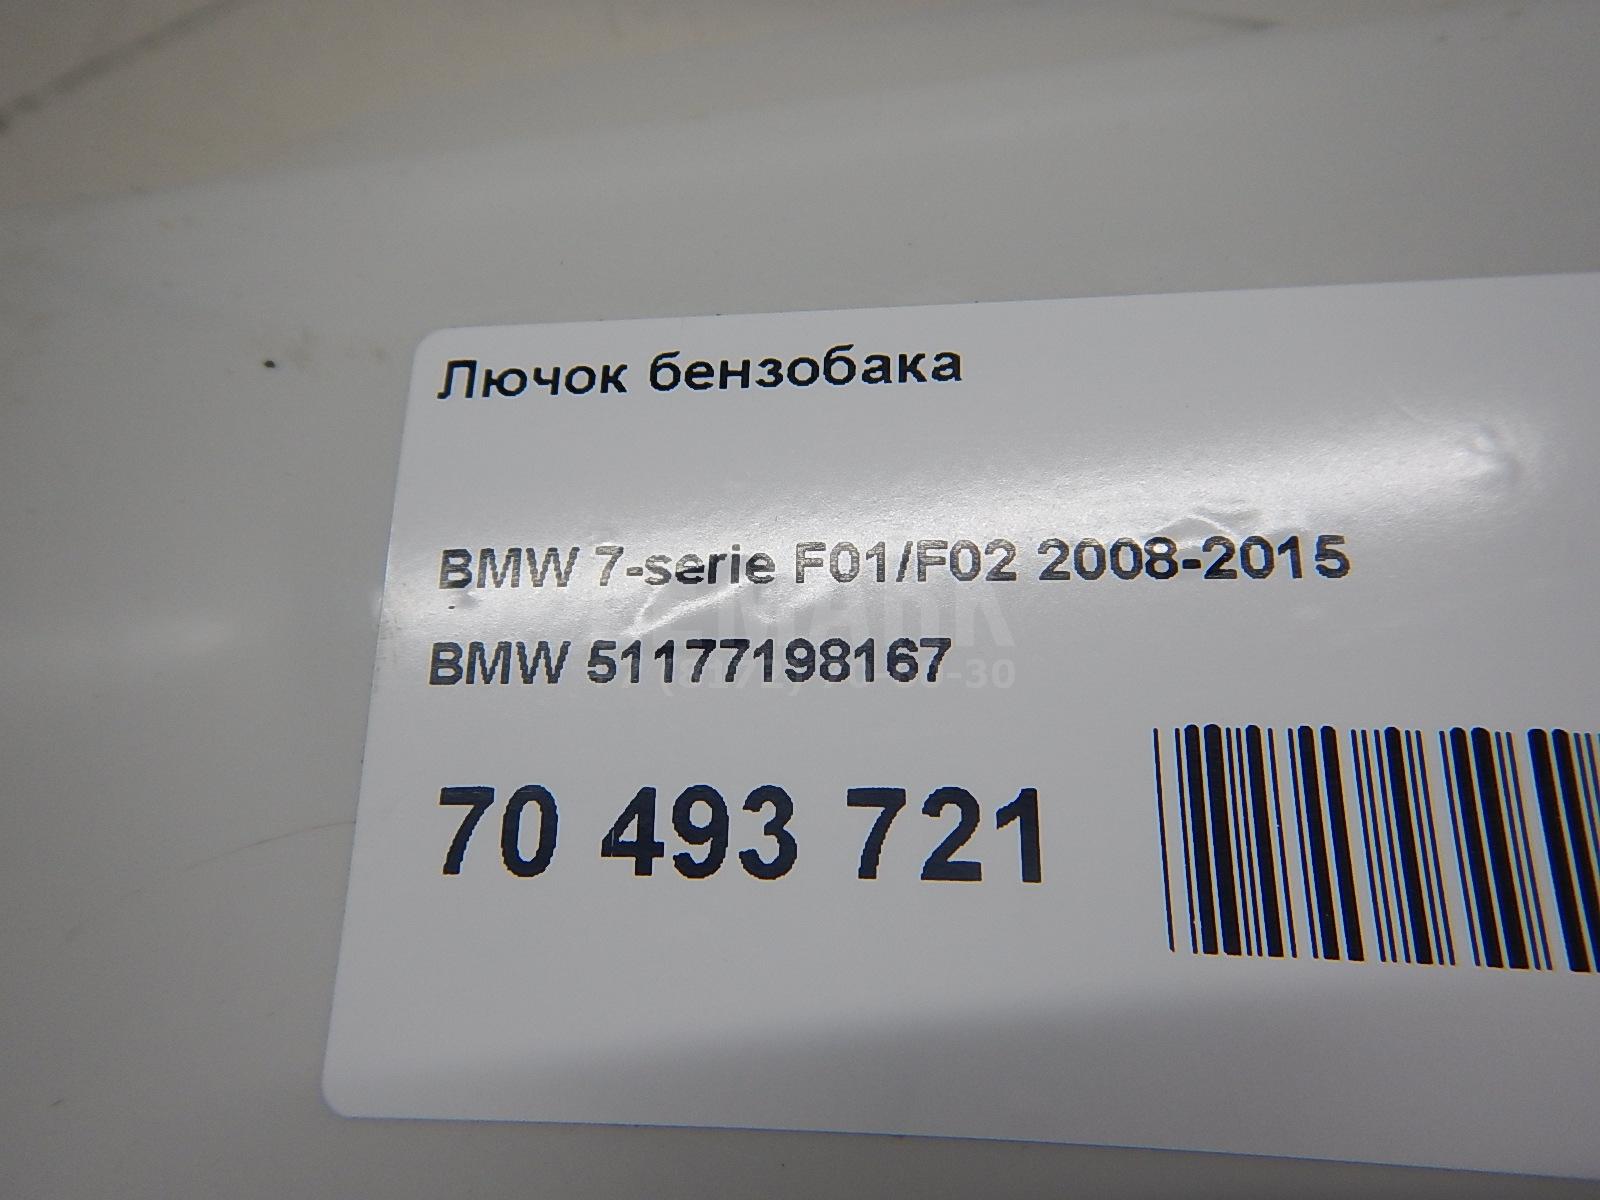 Лючок бензобака
BMW 7-serie F01/F02 2008-2015
BMW 51177198167
70 493 721